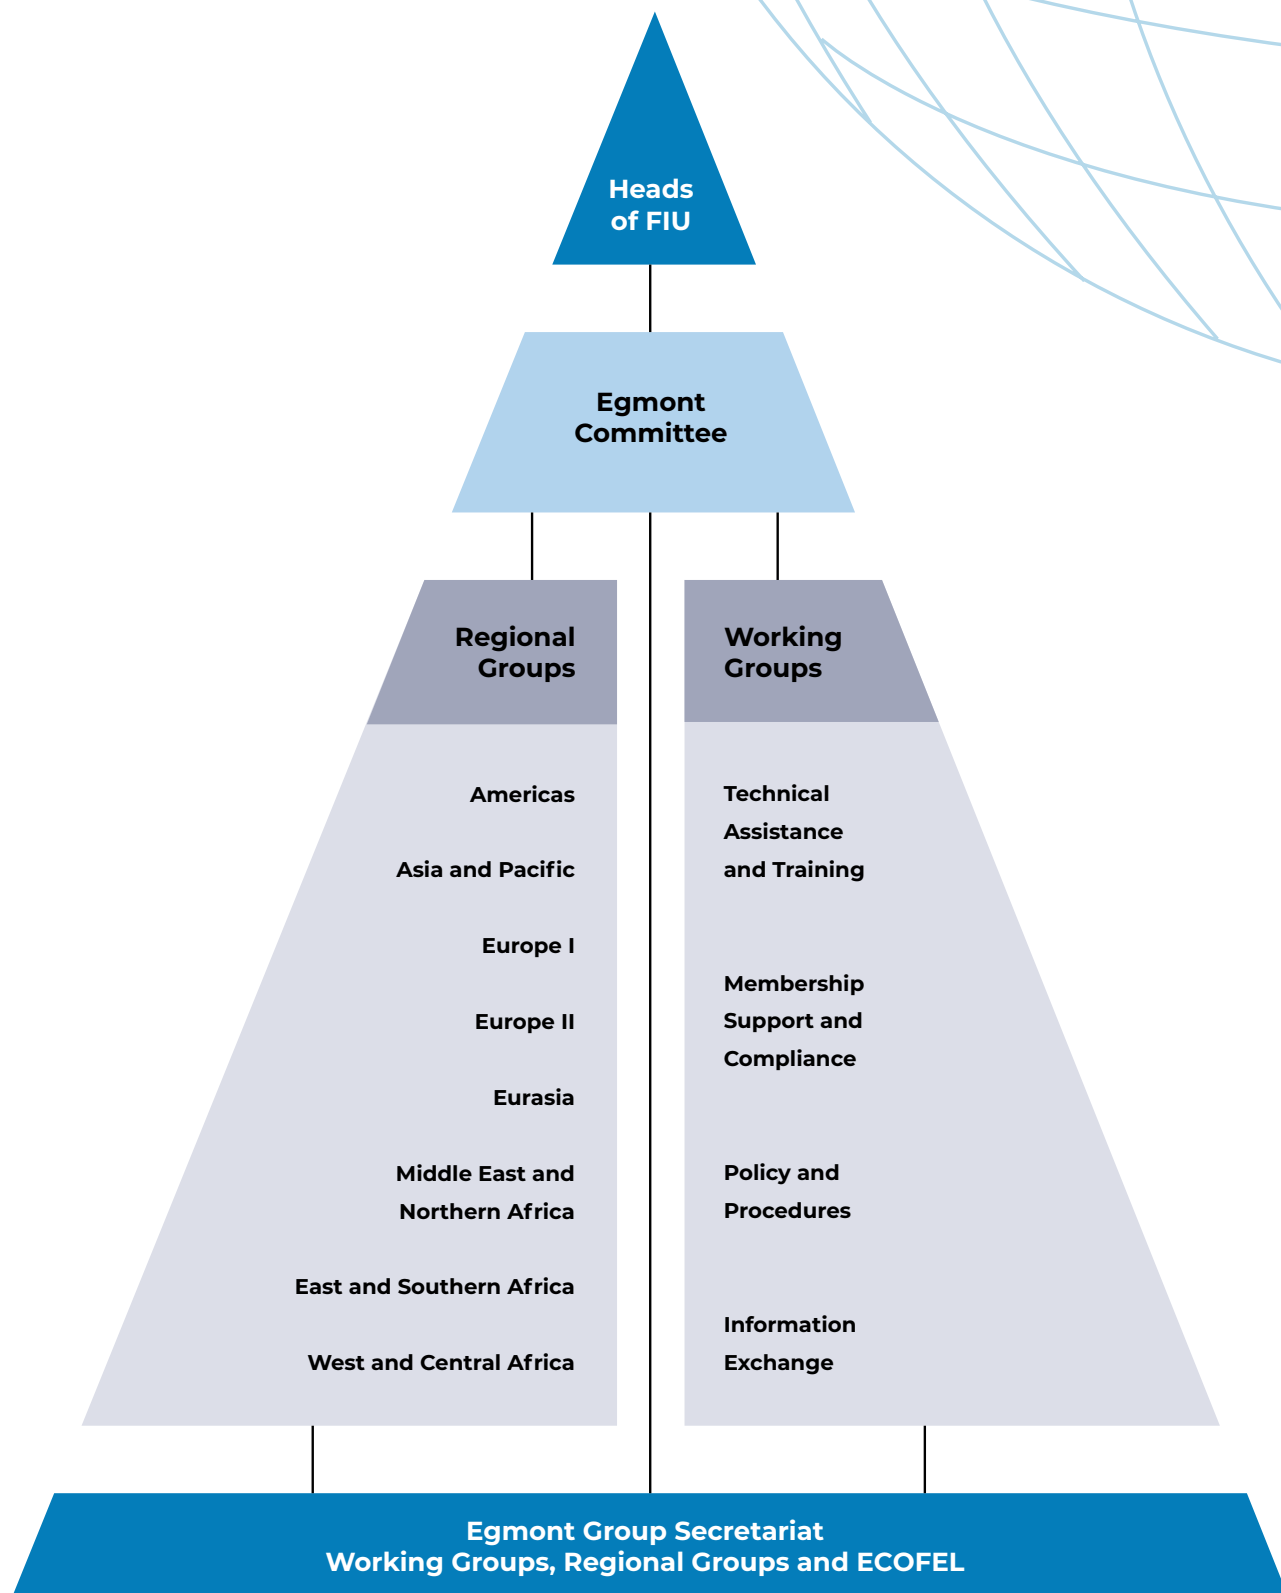 Heads
of FIU
Egmont
Committee
Regional
Groups
Americas
Asia and Pacific
Europe I
Europe II
Eurasia
Middle East and
Northern Africa
East and Southern Africa
West and Central Africa
Working
Groups
Technical
Assistance
and Training
Membership
Support and
Compliance
Policy and
Procedures
Information
Exchange
Egmont Group Secretariat
Working Groups, Regional Groups and ECOFEL